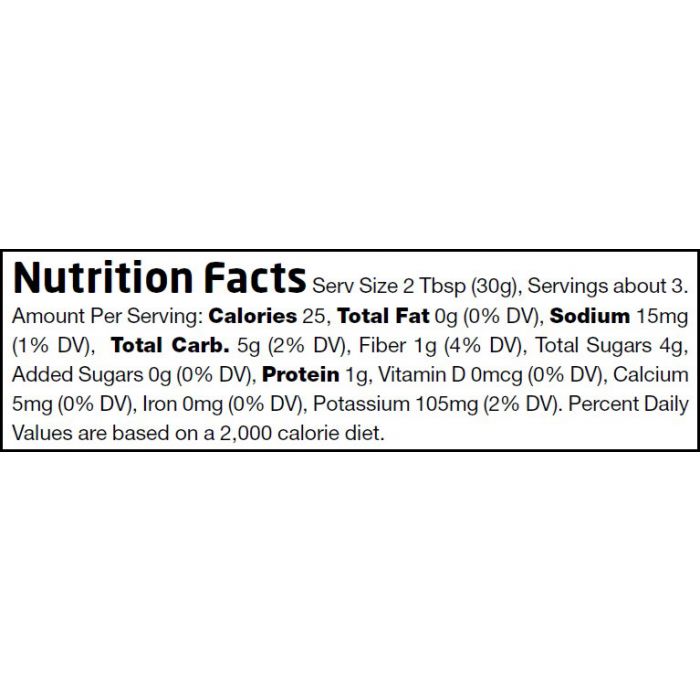 Nutrition Facts Serv Size 2 Tbsp (30g), Servings about 3.
Amount Per Serving: Calories 25, Total Fat 0g (0% DV), Sodium 15mg
(1% DV), Total Carb. 5g (2% DV), Fiber 1g (4% DV), Total Sugars 4g,
Added Sugars 0g (0% DV), Protein 1g, Vitamin D 0mcg (0% DV), Calcium
5mg (0% DV), Iron 0mg (0% DV), Potassium 105mg (2% DV). Percent Daily
Values are based on a 2,000 calorie diet.